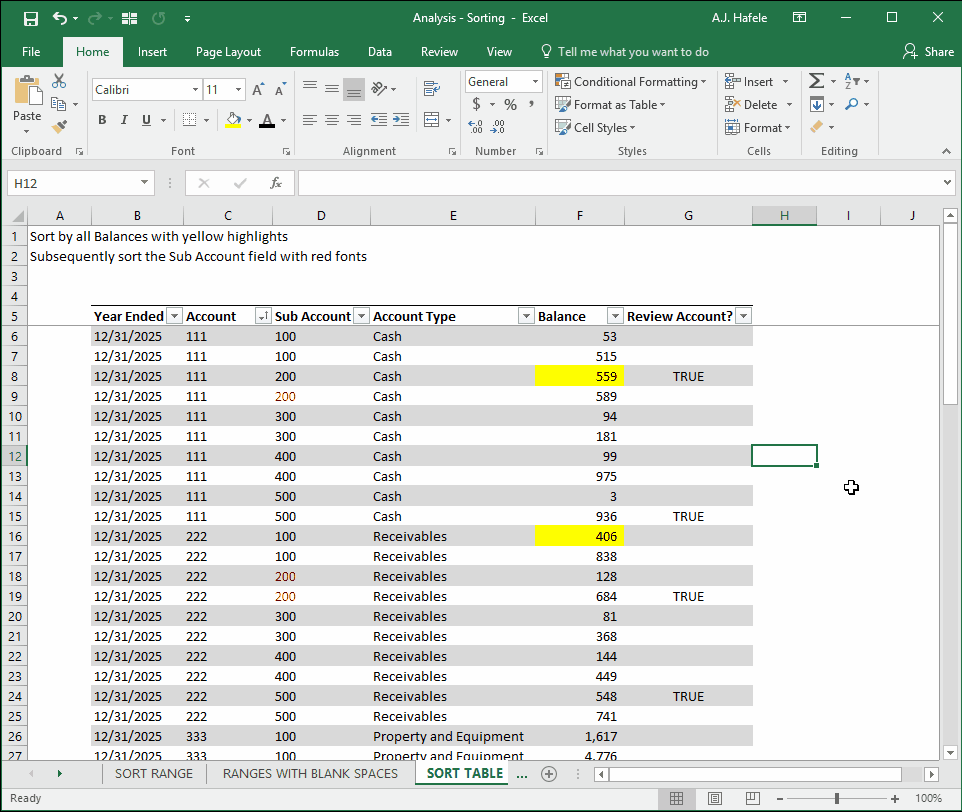 Analysis - Sorting - Excel A.J. Hafele
File Home Insert Page Layout Formulas Data Review View Tell me what you want to do Share
Calibri 11 General Conditional Formatting Insert
Paste Format as Table Delete
B I U A $ % , Cell Styles Format
Clipboard Font Alignment Number Styles Cells Editing
H12 fx
A B C D E F G H I J
1 Sort by all Balances with yellow highlights
2 Subsequently sort the Sub Account field with red fonts
3
4
5 Year Ended Account Sub Account Account Type Balance Review Account?
6 12/31/2025 111 100 Cash 53
7 12/31/2025 111 100 Cash 515
8 12/31/2025 111 200 Cash 559 TRUE
9 12/31/2025 111 200 Cash 589
10 12/31/2025 111 300 Cash 94
11 12/31/2025 111 300 Cash 181
12 12/31/2025 111 400 Cash 99
13 12/31/2025 111 400 Cash 975
14 12/31/2025 111 500 Cash 3
15 12/31/2025 111 500 Cash 936 TRUE
16 12/31/2025 222 100 Receivables 406
17 12/31/2025 222 100 Receivables 838
18 12/31/2025 222 200 Receivables 128
19 12/31/2025 222 200 Receivables 684 TRUE
20 12/31/2025 222 300 Receivables 81
21 12/31/2025 222 300 Receivables 368
22 12/31/2025 222 400 Receivables 144
23 12/31/2025 222 400 Receivables 449
24 12/31/2025 222 500 Receivables 548 TRUE
25 12/31/2025 222 500 Receivables 741
26 12/31/2025 333 100 Property and Equipment 1,617
27 12/31/2025 333 100 Property and Equipment 4,776
SORT RANGE RANGES WITH BLANK SPACES SORT TABLE ...
Ready 100%